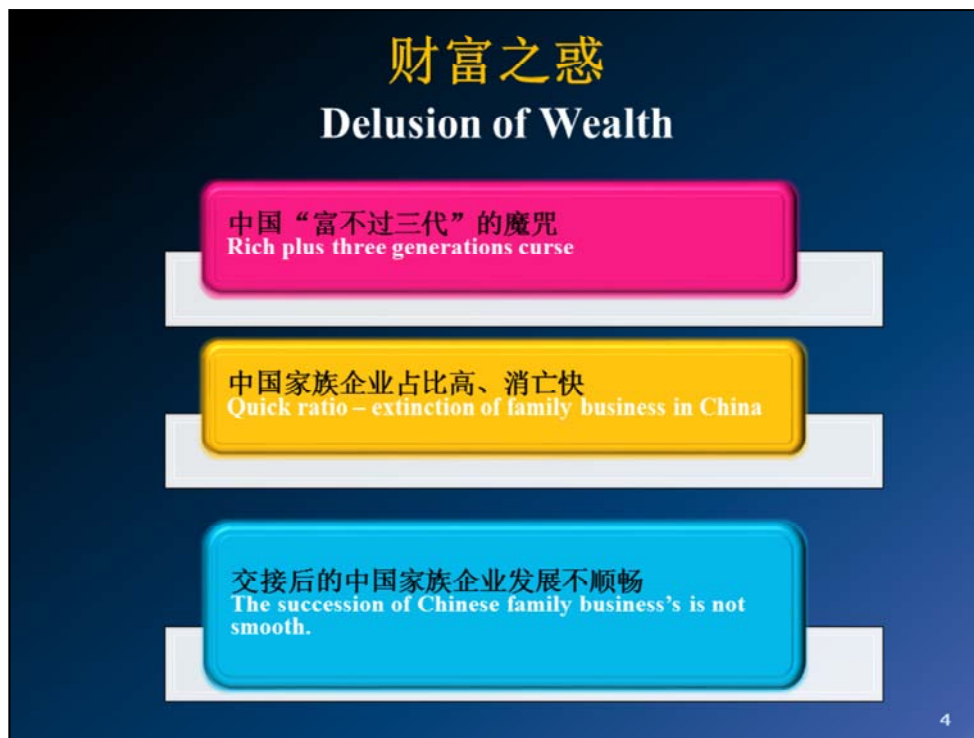 财富之惑
Delusion of Wealth
中国“富不过三代”的魔咒
Rich plus three generations curse
中国家族企业占比高、消亡快
Quick ratio – extinction of family business in China
交接后的中国家族企业发展不顺畅
The succession of Chinese family business’s is not
smooth.
4